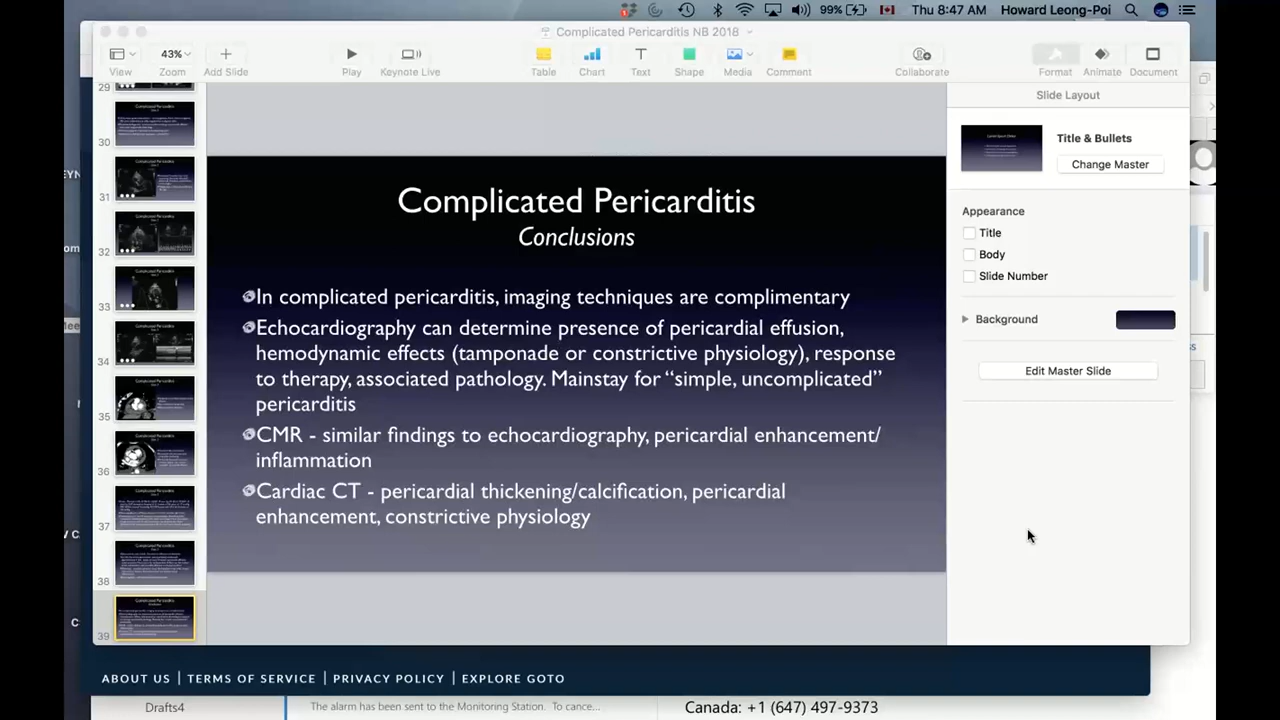 99%
Thu 8:47 AM
Howard Leong-Poi
Complicated Pericarditis NB 2018
43%
View
Zoom
Add Slide
Play
Keynote Live
Table
Chart
Text
Shape
Media
Comment
Collaborate
Format
Animate
Document
Slide Layout
Title & Bullets
Change Master
Appearance
Title
Body
Slide Number
Background
Edit Master Slide
29
30
31
32
33
34
35
36
37
38
39
Complicated Pericarditis
Conclusions
In complicated pericarditis, imaging techniques are complimentary
Echocardiography can determine presence of pericardial effusion,
hemodynamic effects (tamponade or constrictive physiology), response
to therapy, associated pathology. Mainstay for “simple, uncomplicated”
pericarditis
CMR - similar findings to echocardiography, pericardial enhancement/
inflammation
Cardiac CT - pericardial thickening/calcification, pericardial
enhancement, constrictive physiology
ABOUT US | TERMS OF SERVICE | PRIVACY POLICY | EXPLORE GOTO
Drafts4
The alarm has been sent to the Monitoring Station. To cance...
Canada: +1 (647) 497-9373